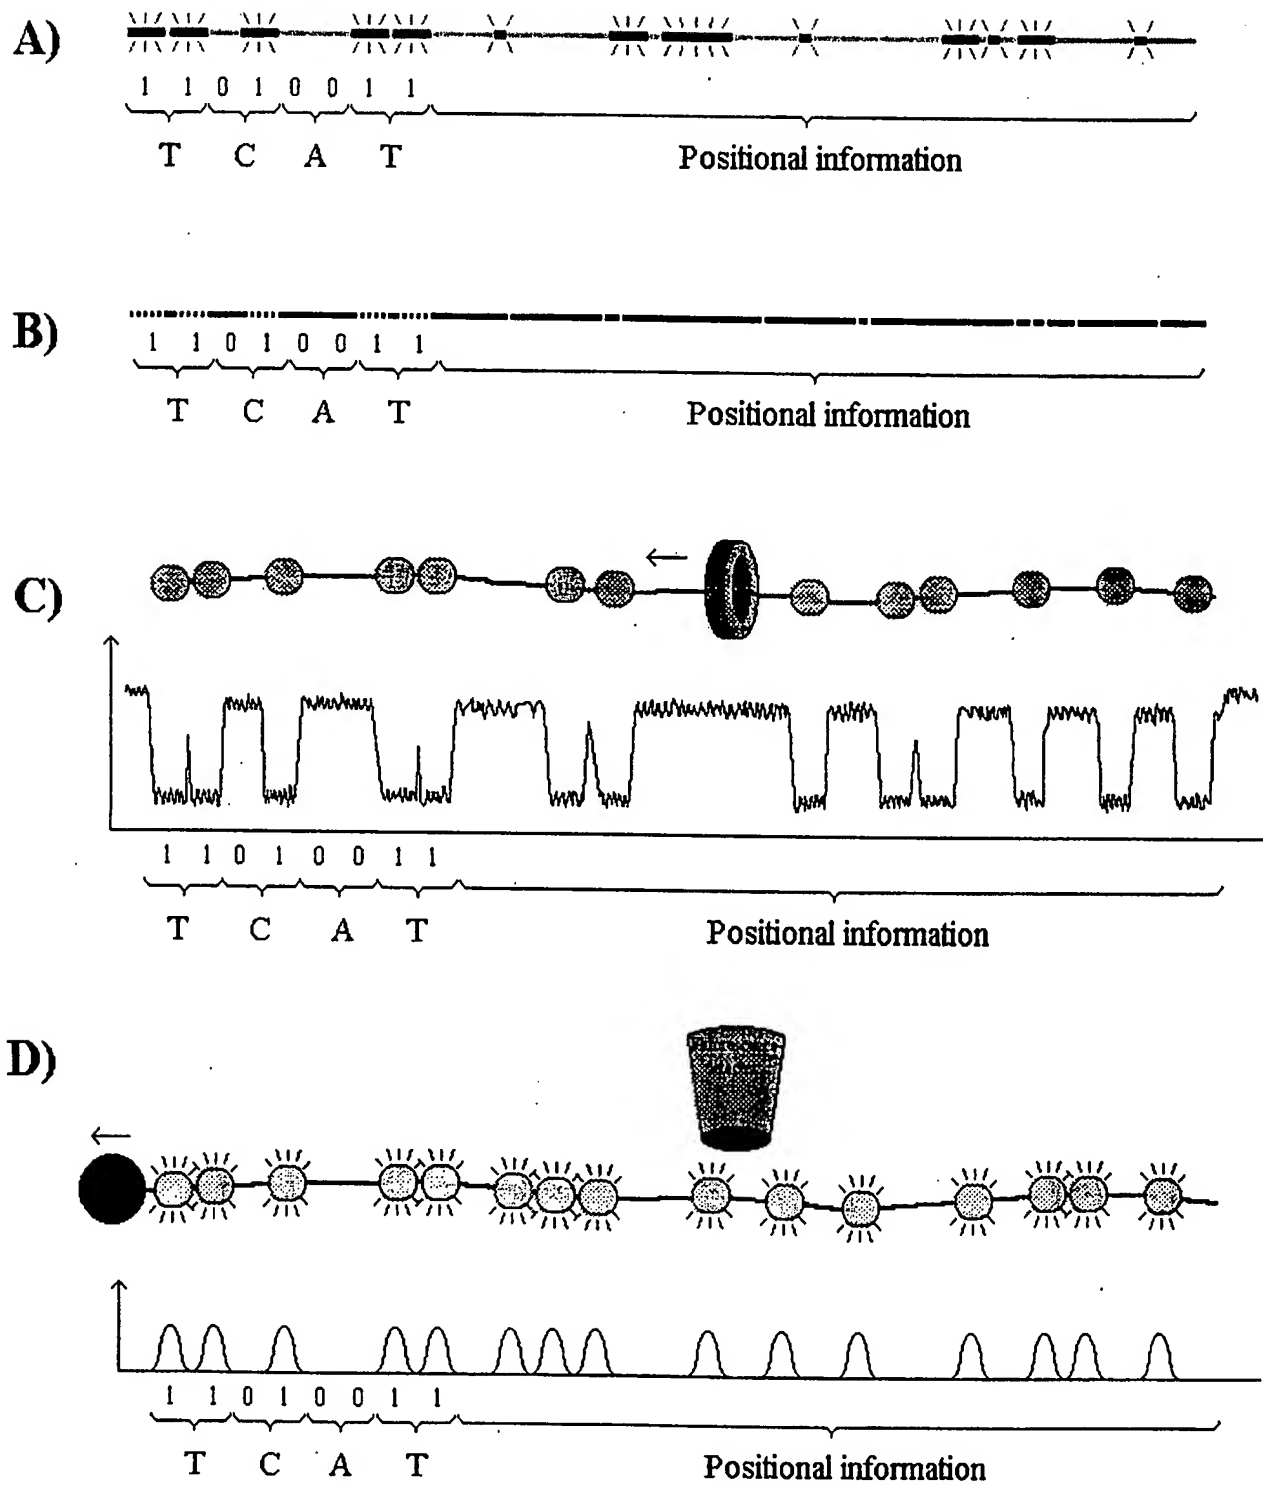 A)
1 1 0 1 0 0 1 1
T C A T Positional information
B)
1 1 0 1 0 0 1 1
T C A T Positional information
C)
1 1 0 1 0 0 1 1
T C A T Positional information
D)
1 1 0 1 0 0 1 1
T C A T Positional information